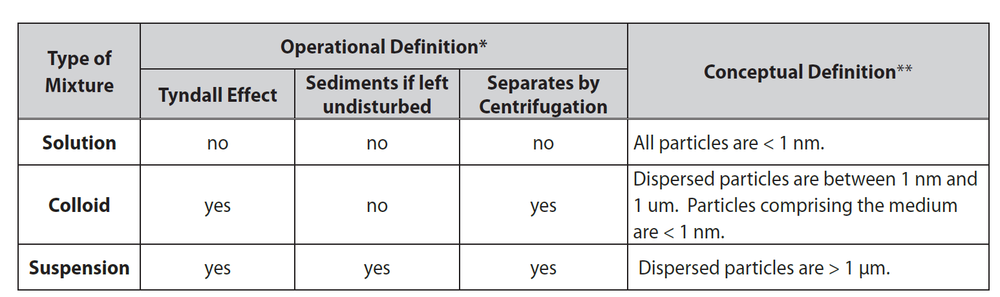 Type of
Mixture
Operational Definition*
Conceptual Definition**
Tyndall Effect
Sediments if left
undisturbed
Separates by
Centrifugation
Solution
no
no
no
All particles are < 1 nm.
Colloid
yes
no
yes
Dispersed particles are between 1 nm and
1 um.  Particles comprising the medium
are < 1 nm.
Suspension
yes
yes
yes
Dispersed particles are > 1 µm.